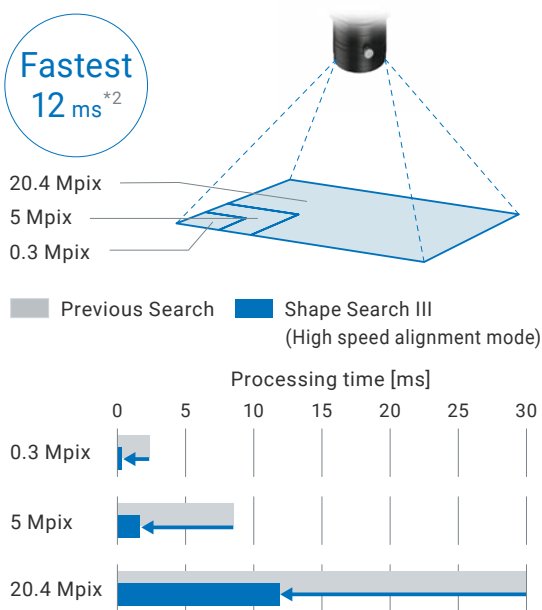 Fastest
12 ms*2
20.4 Mpix
5 Mpix
0.3 Mpix
Previous Search
Shape Search III
(High speed alignment mode)
Processing time [ms]
0 5 10 15 20 25 30
0.3 Mpix
5 Mpix
20.4 Mpix